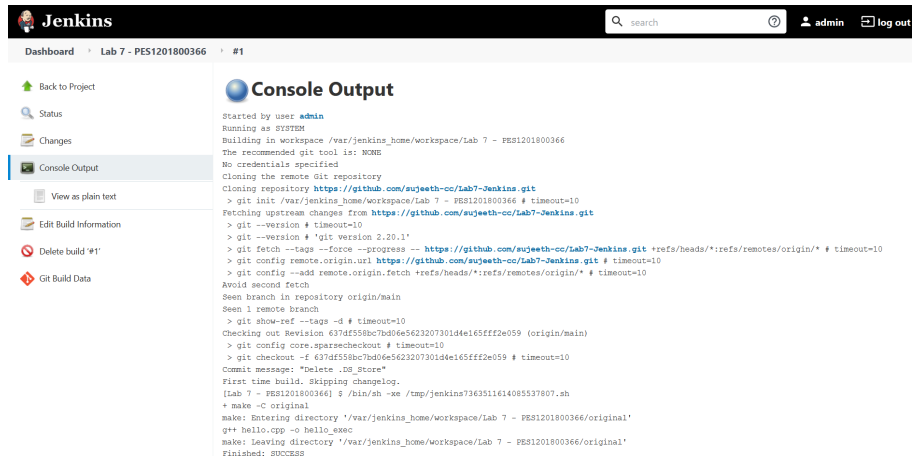 Jenkins
search
admin
log out
Dashboard
Lab 7 - PES1201800366
#1
Back to Project
Status
Changes
Console Output
View as plain text
Edit Build Information
Delete build '#1'
Git Build Data
Console Output
Started by user admin
Running as SYSTEM
Building in workspace /var/jenkins_home/workspace/Lab 7 - PES1201800366
The recommended git tool is: NONE
No credentials specified
Cloning the remote Git repository
Cloning repository https://github.com/sujeeth-cc/Lab7-Jenkins.git
> git init /var/jenkins_home/workspace/Lab 7 - PES1201800366 # timeout=10
Fetching upstream changes from https://github.com/sujeeth-cc/Lab7-Jenkins.git
> git --version # timeout=10
> git --version # 'git version 2.20.1'
> git fetch --tags --force --progress -- https://github.com/sujeeth-cc/Lab7-Jenkins.git +refs/heads/*:refs/remotes/origin/* # timeout=10
> git config remote.origin.url https://github.com/sujeeth-cc/Lab7-Jenkins.git # timeout=10
> git config --add remote.origin.fetch +refs/heads/*:refs/remotes/origin/* # timeout=10
Avoid second fetch
Seen branch in repository origin/main
Seen 1 remote branch
> git show-ref --tags -d # timeout=10
Checking out Revision 637df558bc7bd06e5623207301d4e165fff2e059 (origin/main)
> git config core.sparsecheckout # timeout=10
> git checkout -f 637df558bc7bd06e5623207301d4e165fff2e059 # timeout=10
Commit message: "Delete .DS_Store"
First time build. Skipping changelog.
[Lab 7 - PES1201800366] $ /bin/sh -xe /tmp/jenkins7363511614085537807.sh
+ make -C original
make: Entering directory '/var/jenkins_home/workspace/Lab 7 - PES1201800366/original'
g++ hello.cpp -o hello_exec
make: Leaving directory '/var/jenkins_home/workspace/Lab 7 - PES1201800366/original'
Finished: SUCCESS